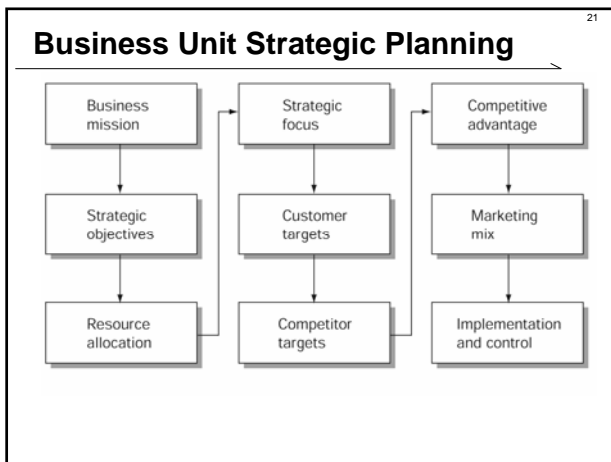 21
Business Unit Strategic Planning
Business
mission
Strategic
objectives
Resource
allocation
Strategic
focus
Customer
targets
Competitor
targets
Competitive
advantage
Marketing
mix
Implementation
and control